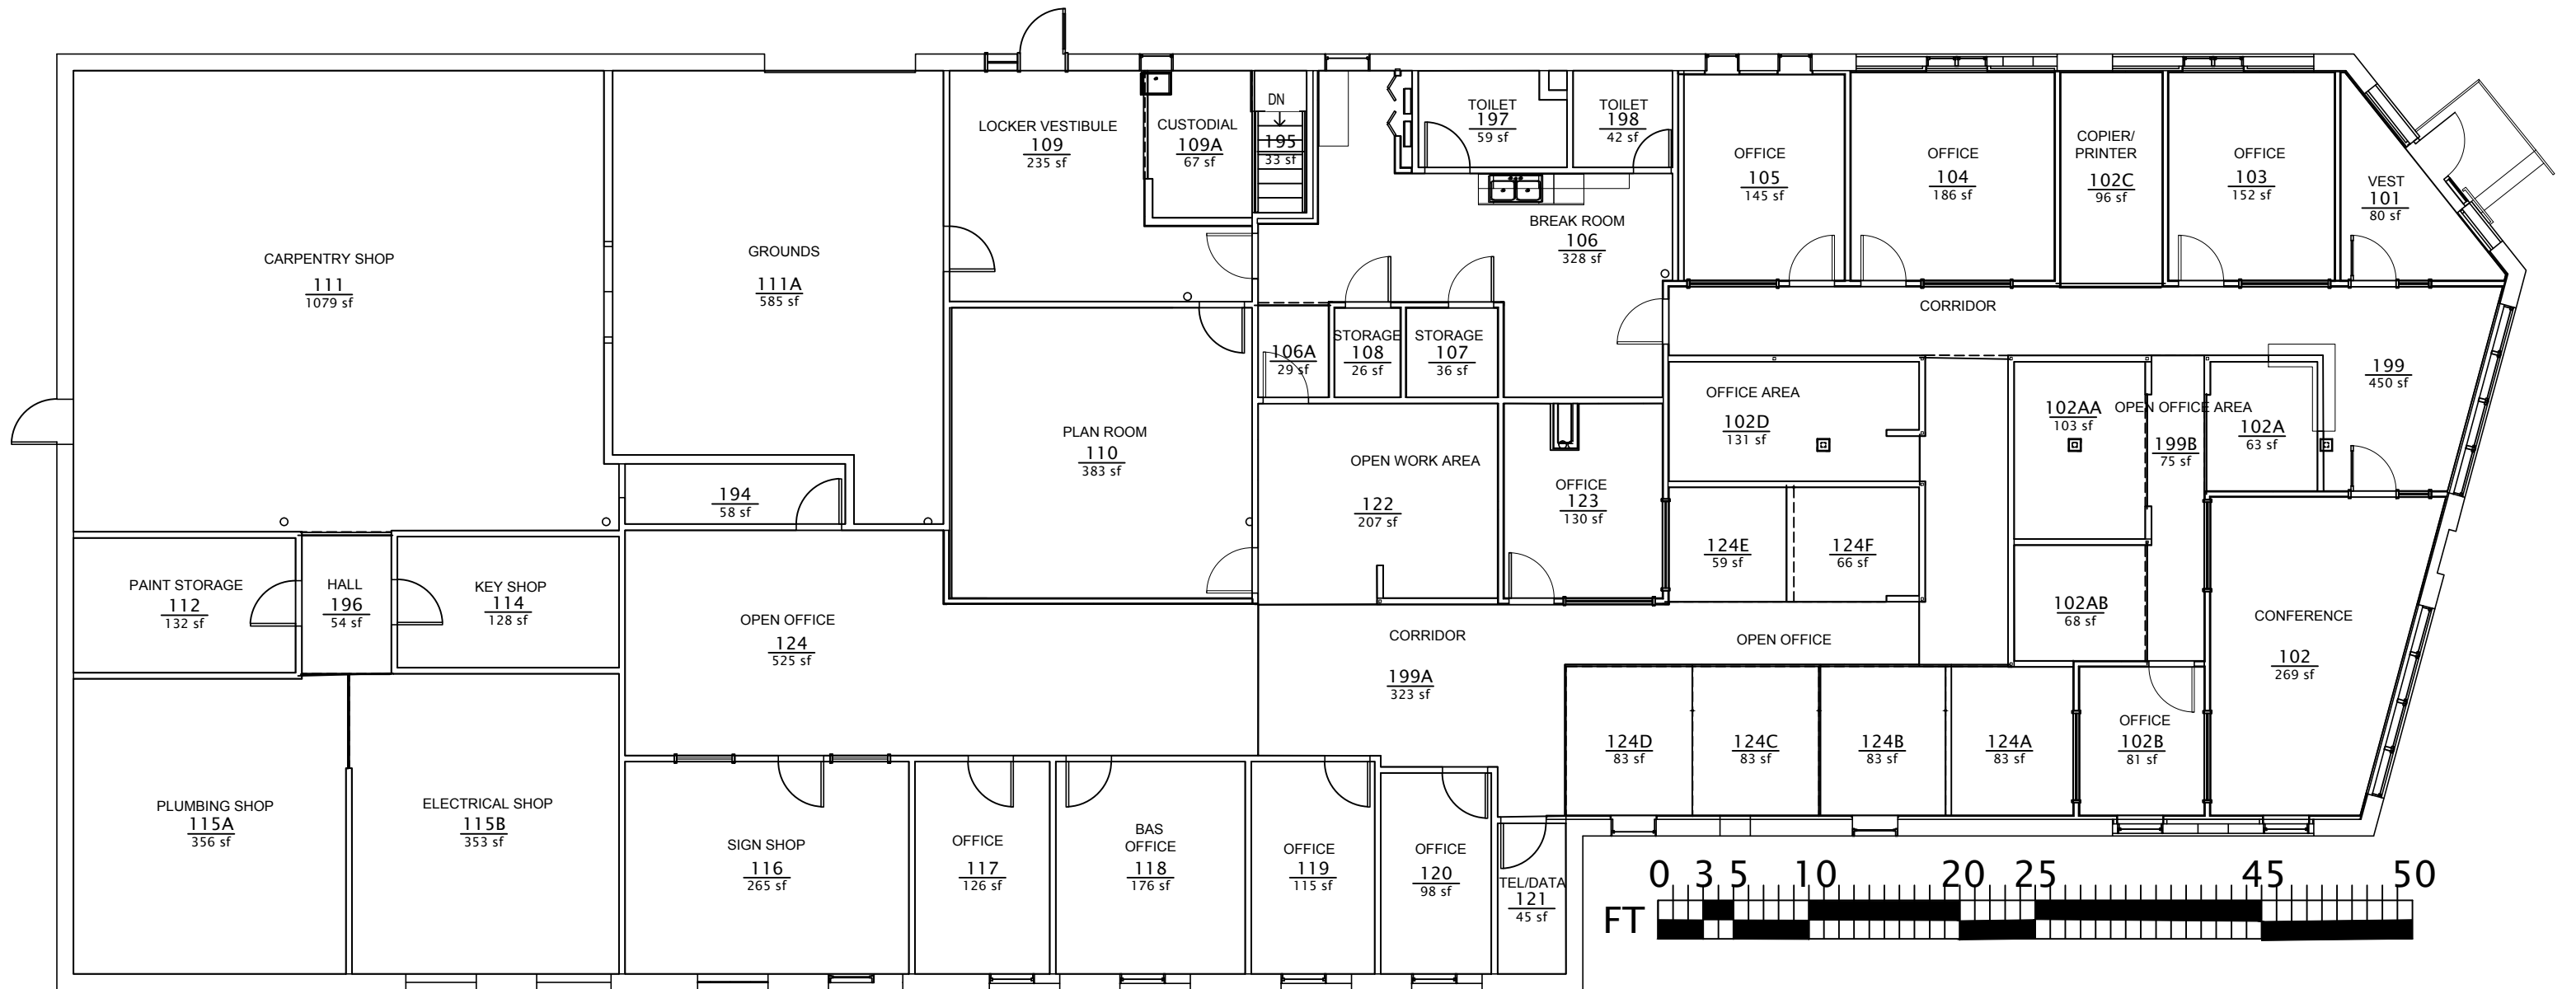 CARPENTRY SHOP
111
1079 sf
GROUNDS
111A
585 sf
LOCKER VESTIBULE
109
235 sf
CUSTODIAL
109A
67 sf
DN
195
33 sf
TOILET
197
59 sf
TOILET
198
42 sf
BREAK ROOM
106
328 sf
OFFICE
105
145 sf
OFFICE
104
186 sf
COPIER/
PRINTER
102C
96 sf
OFFICE
103
152 sf
VEST
101
80 sf
CORRIDOR
199
450 sf
PLAN ROOM
110
383 sf
106A
29 sf
STORAGE
108
26 sf
STORAGE
107
36 sf
OFFICE AREA
102D
131 sf
102AA
103 sf
OPEN OFFICE AREA
199B
75 sf
102A
63 sf
194
58 sf
OPEN WORK AREA
122
207 sf
OFFICE
123
130 sf
124E
59 sf
124F
66 sf
102AB
68 sf
CONFERENCE
102
269 sf
PAINT STORAGE
112
132 sf
HALL
196
54 sf
KEY SHOP
114
128 sf
OPEN OFFICE
124
525 sf
CORRIDOR
199A
323 sf
OPEN OFFICE
124D
83 sf
124C
83 sf
124B
83 sf
124A
83 sf
OFFICE
102B
81 sf
PLUMBING SHOP
115A
356 sf
ELECTRICAL SHOP
115B
353 sf
SIGN SHOP
116
265 sf
OFFICE
117
126 sf
BAS
OFFICE
118
176 sf
OFFICE
119
115 sf
OFFICE
120
98 sf
TEL/DATA
121
45 sf
0 3 5 10 20 25 45 50
FT